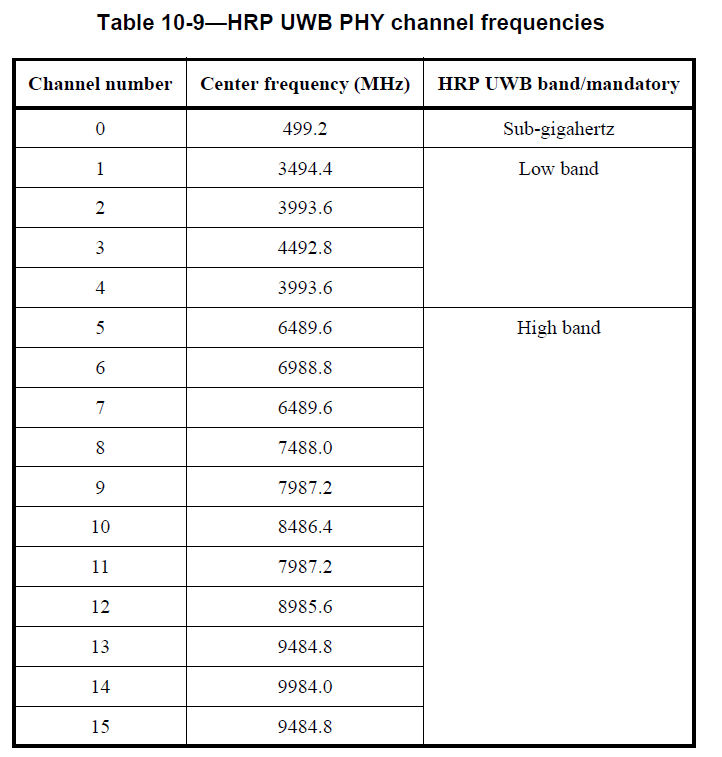 Table 10-9—HRP UWB PHY channel frequencies
Channel number Center frequency (MHz) HRP UWB band/mandatory
0 499.2 Sub-gigahertz
1 3494.4 Low band
2 3993.6
3 4492.8
4 3993.6
5 6489.6 High band
6 6988.8
7 6489.6
8 7488.0
9 7987.2
10 8486.4
11 7987.2
12 8985.6
13 9484.8
14 9984.0
15 9484.8